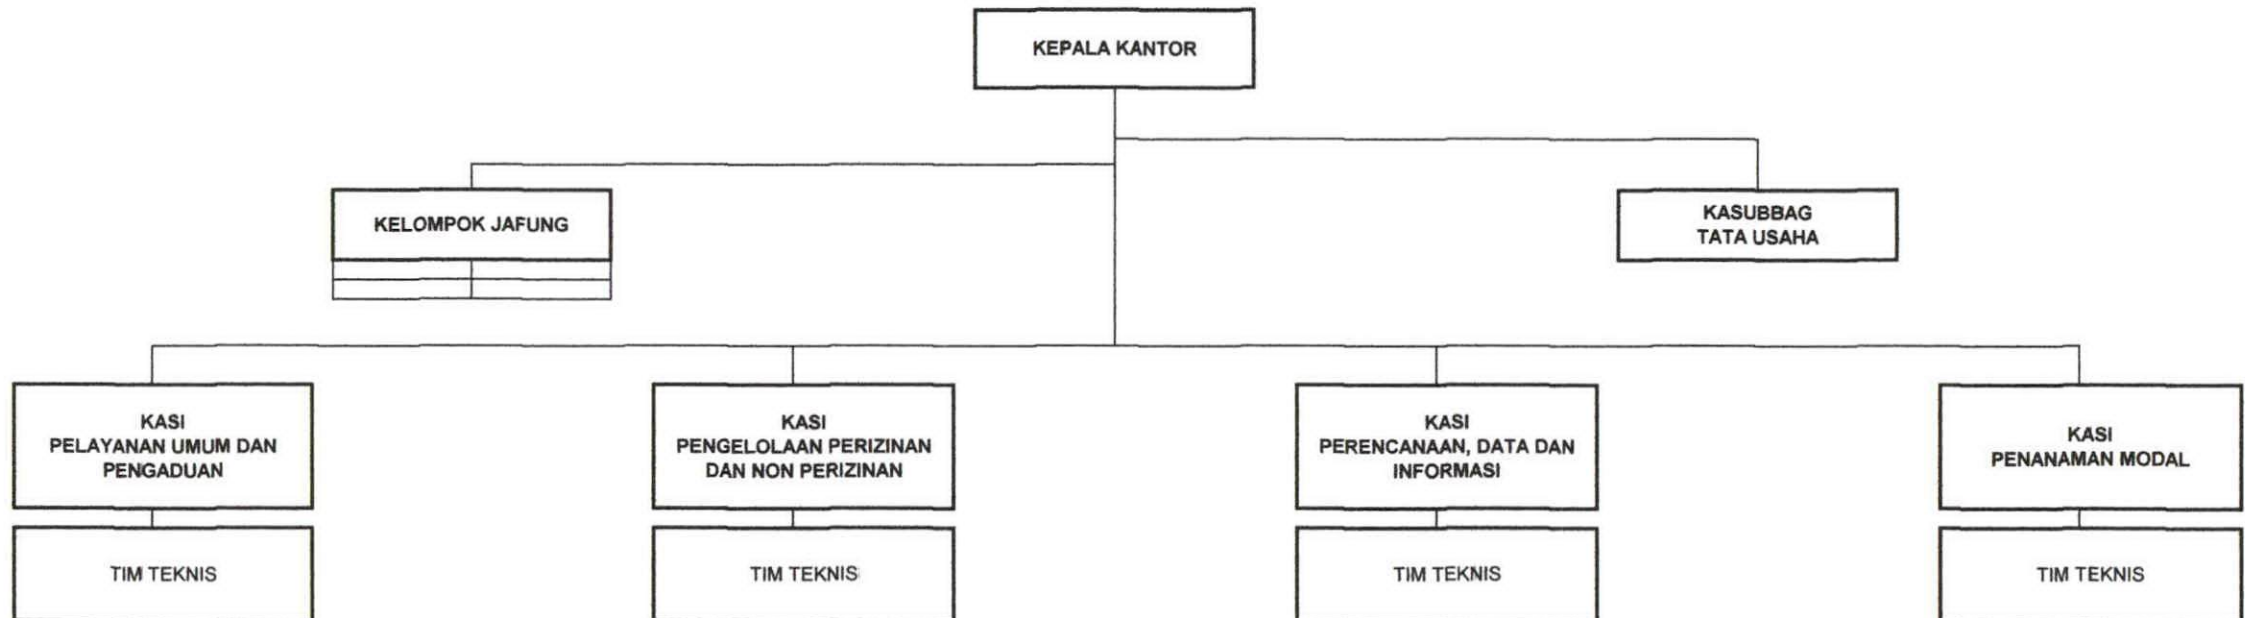 KEPALA KANTOR
KELOMPOK JAFUNG
KASUBBAG
TATA USAHA
KASI
PELAYANAN UMUM DAN
PENGADUAN
KASI
PENGELOLAAN PERIZINAN
DAN NON PERIZINAN
KASI
PERENCANAAN, DATA DAN
INFORMASI
KASI
PENANAMAN MODAL
TIM TEKNIS
TIM TEKNIS
TIM TEKNIS
TIM TEKNIS